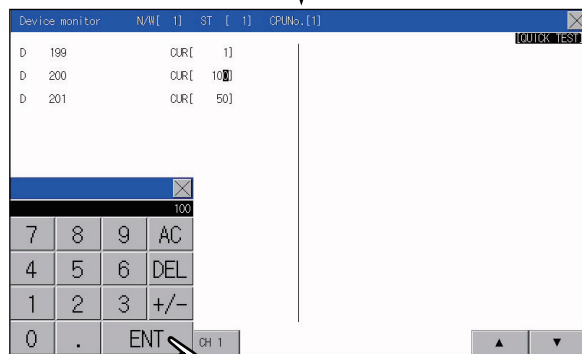 Device monitor N/W[ 1] ST [ 1] CPUNo.[1]
[QUICK TEST]
D 199 CUR[ 1]
D 200 CUR[ 100]
D 201 CUR[ 50]
100
7 8 9 AC
4 5 6 DEL
1 2 3 +/-
0 . ENT
CH 1
▲ ▼